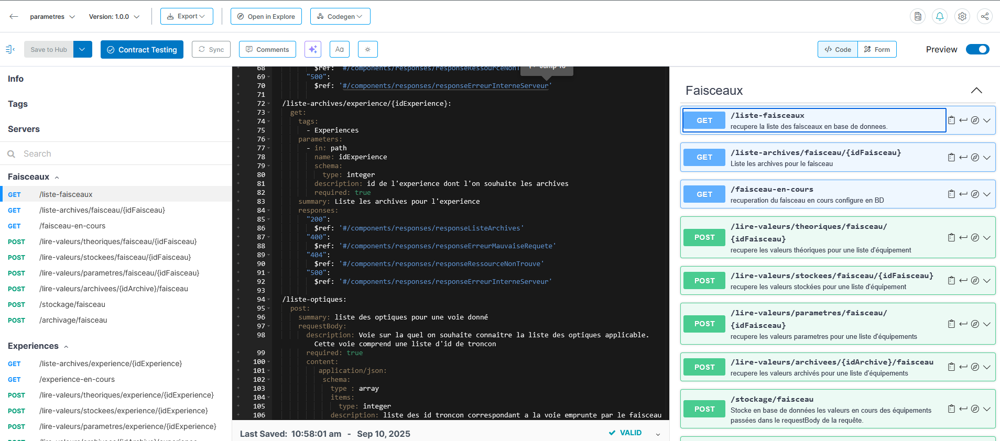 parametres
Version: 1.0.0
Export
Open in Explore
Codegen
Save to Hub
Contract Testing
Sync
Comments
Aa
Code
Form
Preview
Info
Tags
Servers
Search
Faisceaux
GET /liste-faisceaux
GET /liste-archives/faisceau/{idFaisceau}
GET /faisceau-en-cours
POST /lire-valeurs/theoriques/faisceau/{idFaisceau}
POST /lire-valeurs/stockees/faisceau/{idFaisceau}
POST /lire-valeurs/parametres/faisceau/{idFaisceau}
POST /lire-valeurs/archivees/{idArchive}/faisceau
POST /stockage/faisceau
POST /archivage/faisceau
Experiences
GET /liste-archives/experience/{idExperience}
GET /experience-en-cours
POST /lire-valeurs/theoriques/experience/{idExperience}
POST /lire-valeurs/stockees/experience/{idExperience}
POST /lire-valeurs/parametres/experience/{idExperience}
POST /lire-valeurs/archivees/{idArchive}/experience
68 $ref: '#/components/responses/responseRessourceNonT
Jump To
69 "500":
70 $ref: '#/components/responses/responseErreurInterneServeur'
71
72 /liste-archives/experience/{idExperience}:
73 get:
74 tags:
75 - Experiences
76 parameters:
77 - in: path
78 name: idExperience
79 schema:
80 type: integer
81 description: id de l'experience dont l'on souhaite les archives
82 required: true
83 summary: Liste les archives pour l'experience
84 responses:
85 "200":
86 $ref: '#/components/responses/responseListeArchives'
87 "400":
88 $ref: '#/components/responses/responseErreurMauvaiseRequete'
89 "404":
90 $ref: '#/components/responses/responseRessourceNonTrouve'
91 "500":
92 $ref: '#/components/responses/responseErreurInterneServeur'
93
94 /liste-optiques:
95 post:
96 summary: liste des optiques pour une voie donné
97 requestBody:
98 description: Voie sur la quel on souhaite connaitre la liste des optiques applicable.
Cette voie comprend une liste d'id de troncon
99 required: true
100 content:
101 application/json:
102 schema:
103 type : array
104 items:
105 type: integer
106 description: liste des id troncon correspondant a la voie emprunte par le faisceau
Last Saved: 10:58:01 am - Sep 10, 2025
VALID
Faisceaux
GET /liste-faisceaux
recupere la liste des faisceaux en base de donnees.
GET /liste-archives/faisceau/{idFaisceau}
Liste les archives pour le faisceau
GET /faisceau-en-cours
recuperation du faisceau en cours configure en BD
POST /lire-valeurs/theoriques/faisceau/
{idFaisceau}
recupere les valeurs théoriques pour une liste d'équipement
POST /lire-valeurs/stockees/faisceau/{idFaisceau}
recupere les valeurs stockées pour une liste d'équipement
POST /lire-valeurs/parametres/faisceau/
{idFaisceau}
recupere les valeurs parametres pour une liste d'équipements
POST /lire-valeurs/archivees/{idArchive}/faisceau
recupere les valeurs archivés pour une liste d'équipements
POST /stockage/faisceau
Stocke en base de données les valeurs en cours des équipements
passées dans le requestBody de la requête.